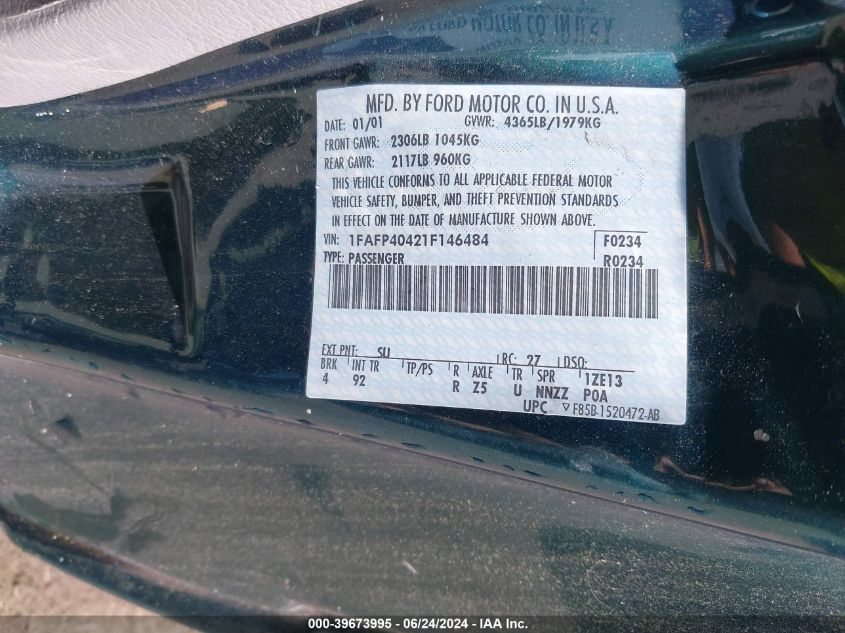 MFD. BY FORD MOTOR CO. IN U.S.A.
DATE: 01/01 GVWR: 4365LB/1979KG
FRONT GAWR: 2306LB 1045KG
REAR GAWR: 2117LB 960KG
THIS VEHICLE CONFORMS TO ALL APPLICABLE FEDERAL MOTOR
VEHICLE SAFETY, BUMPER, AND THEFT PREVENTION STANDARDS
IN EFFECT ON THE DATE OF MANUFACTURE SHOWN ABOVE.
VIN: 1FAFP40421F146484 F0234
TYPE: PASSENGER R0234
EXT PNT: SU RC: 27 DSO:
BRK INT TR TP/PS R AXLE TR SPR 1ZE13
4 92 R Z5 U NNZZ POA
UPC F85B-1520472-AB
000-39673995 - 06/24/2024 - IAA Inc.